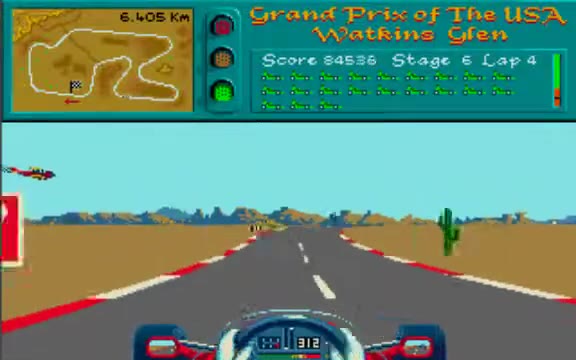 6.405 Km
Grand Prix of The USA
Watkins Glen
Score 84536 Stage 6 Lap 4
312